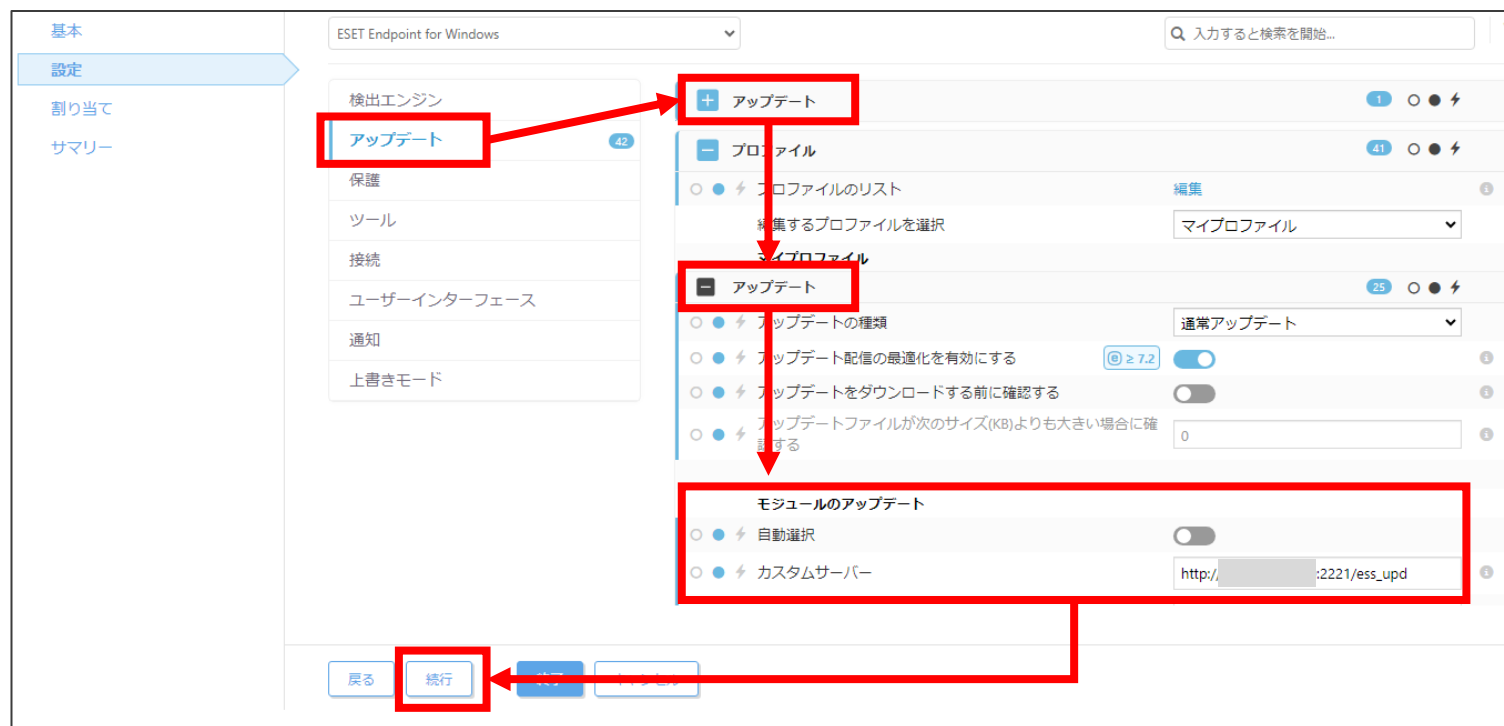 基本
設定
割り当て
サマリー
ESET Endpoint for Windows
入力すると検索を開始...
検出エンジン
アップデート 42
保護
ツール
接続
ユーザーインターフェース
通知
上書きモード
アップデート 1
プロファイル 41
プロファイルのリスト 編集
編集するプロファイルを選択 マイプロファイル
マイプロファイル
アップデート 25
アップデートの種類 通常アップデート
アップデート配信の最適化を有効にする ≥ 7.2
アップデートをダウンロードする前に確認する
アップデートファイルが次のサイズ(KB)よりも大きい場合に確
認する 0
モジュールのアップデート
自動選択
カスタムサーバー http:/ :2221/ess_upd
戻る 続行